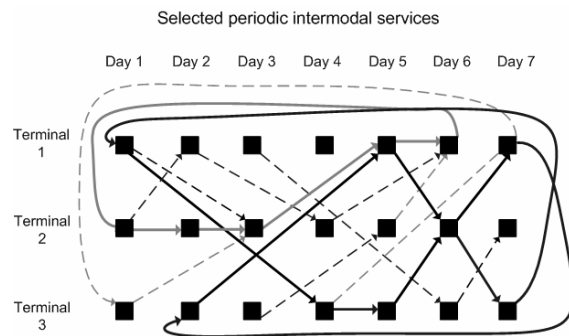 Selected periodic intermodal services
Day 1 Day 2 Day 3 Day 4 Day 5 Day 6 Day 7
Terminal
1
Terminal
2
Terminal
3